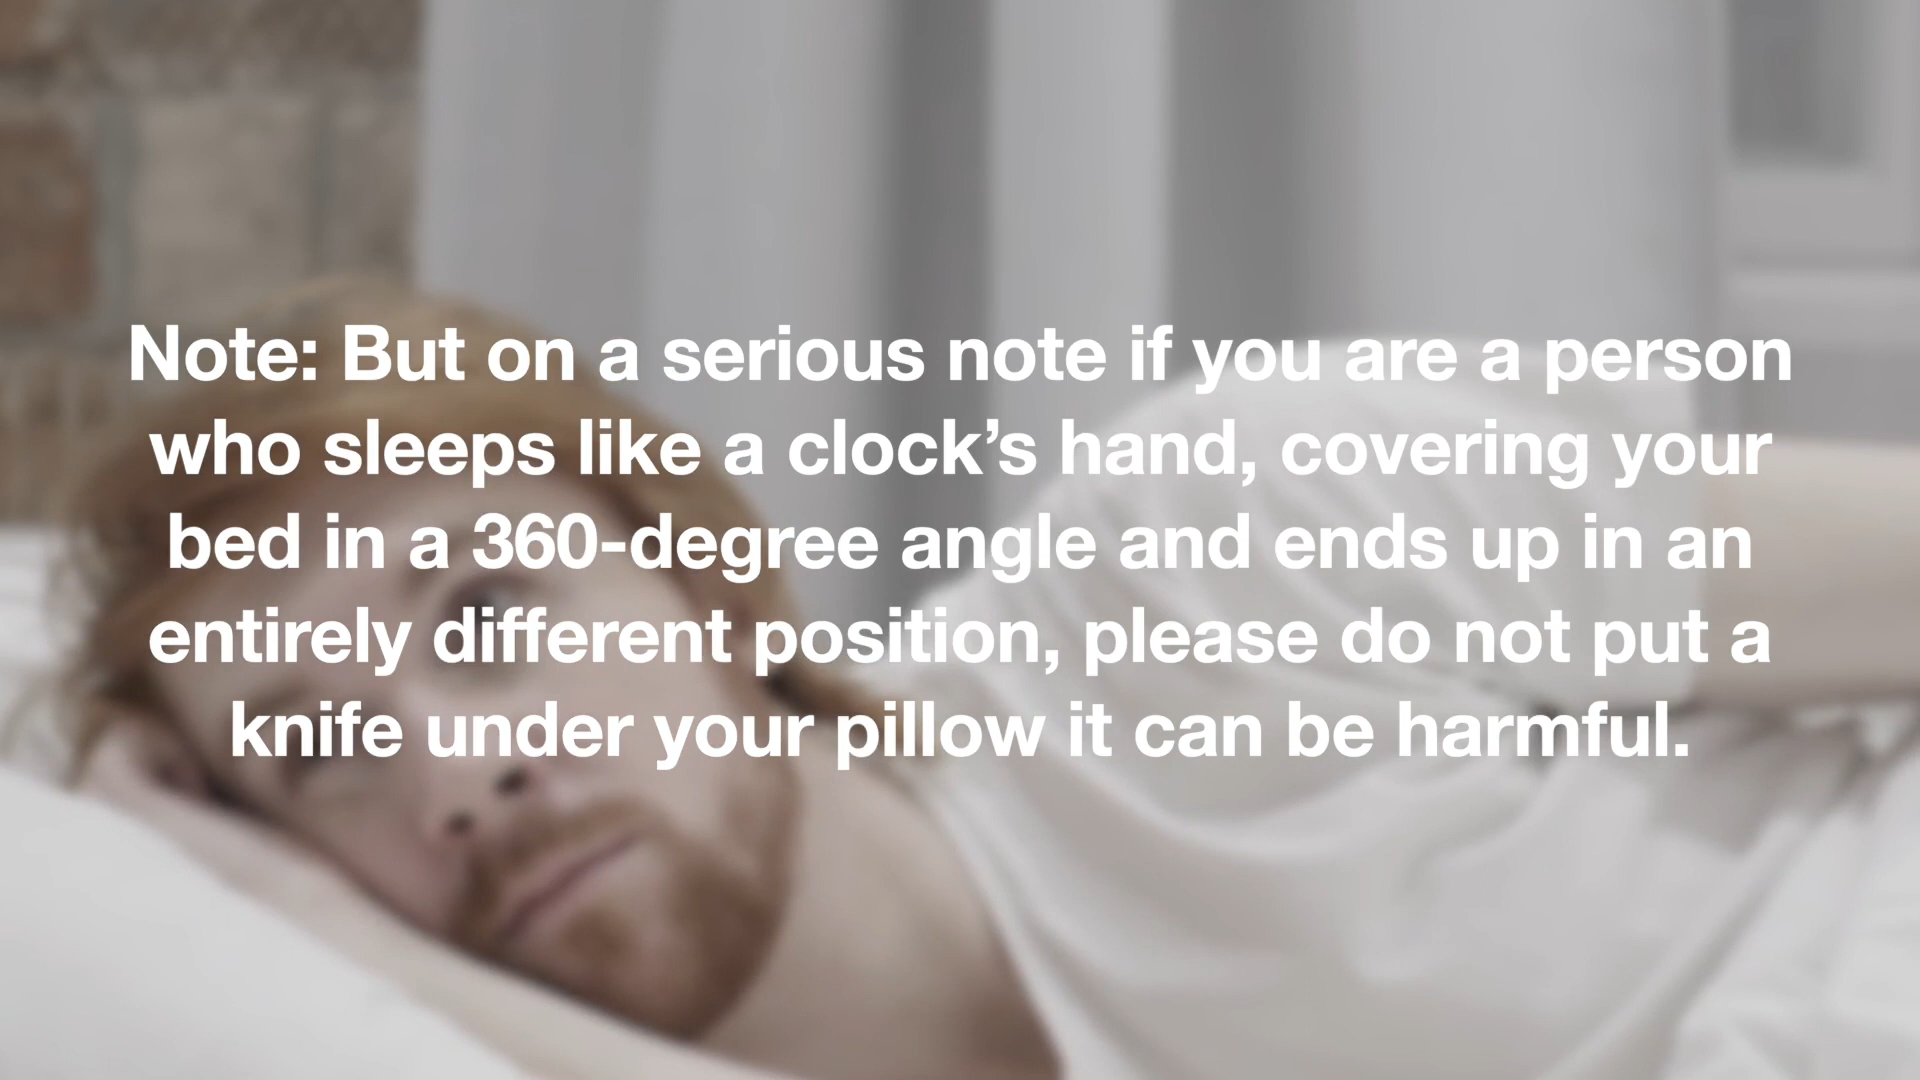 Note: But on a serious note if you are a person
who sleeps like a clock’s hand, covering your
bed in a 360-degree angle and ends up in an
entirely different position, please do not put a
knife under your pillow it can be harmful.